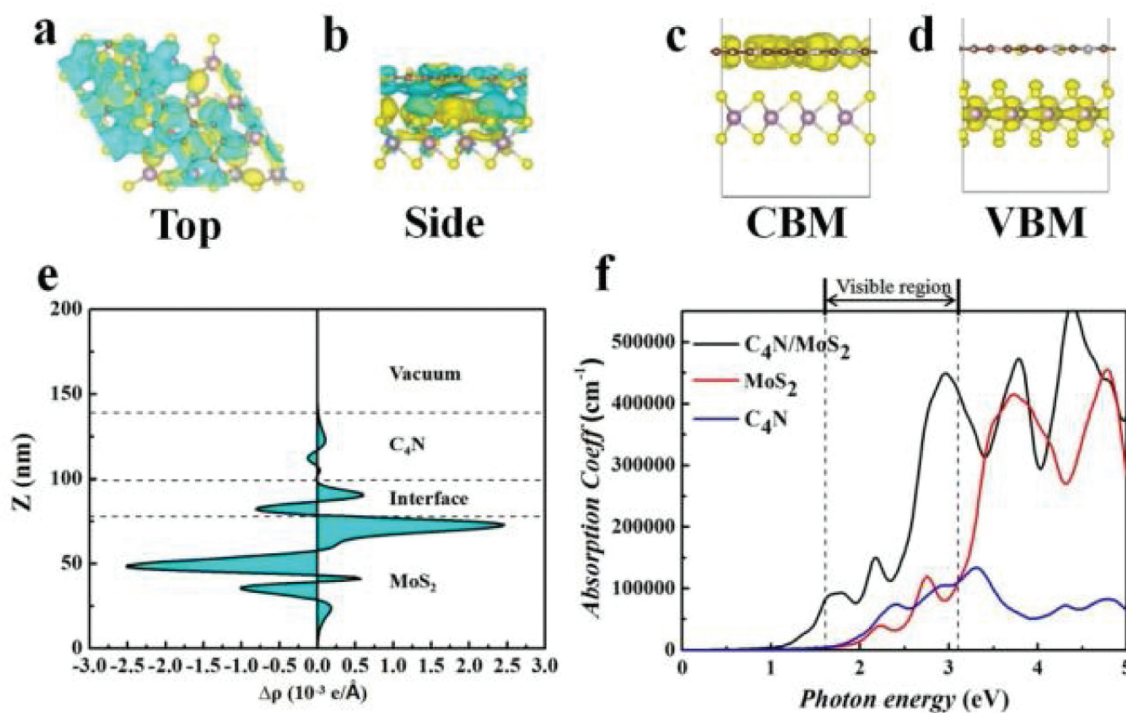 a
b
c
d
Top
Side
CBM
VBM
e
200
150
100
50
0
Z (nm)
Vacuum
C₄N
Interface
MoS₂
-3.0 -2.5 -2.0 -1.5 -1.0 -0.5 0.0 0.5 1.0 1.5 2.0 2.5 3.0
Δρ (10⁻³ e/Å)
f
Visible region
C₄N/MoS₂
MoS₂
C₄N
500000
400000
300000
200000
100000
0
Absorption Coeff (cm⁻¹)
0 1 2 3 4 5
Photon energy (eV)